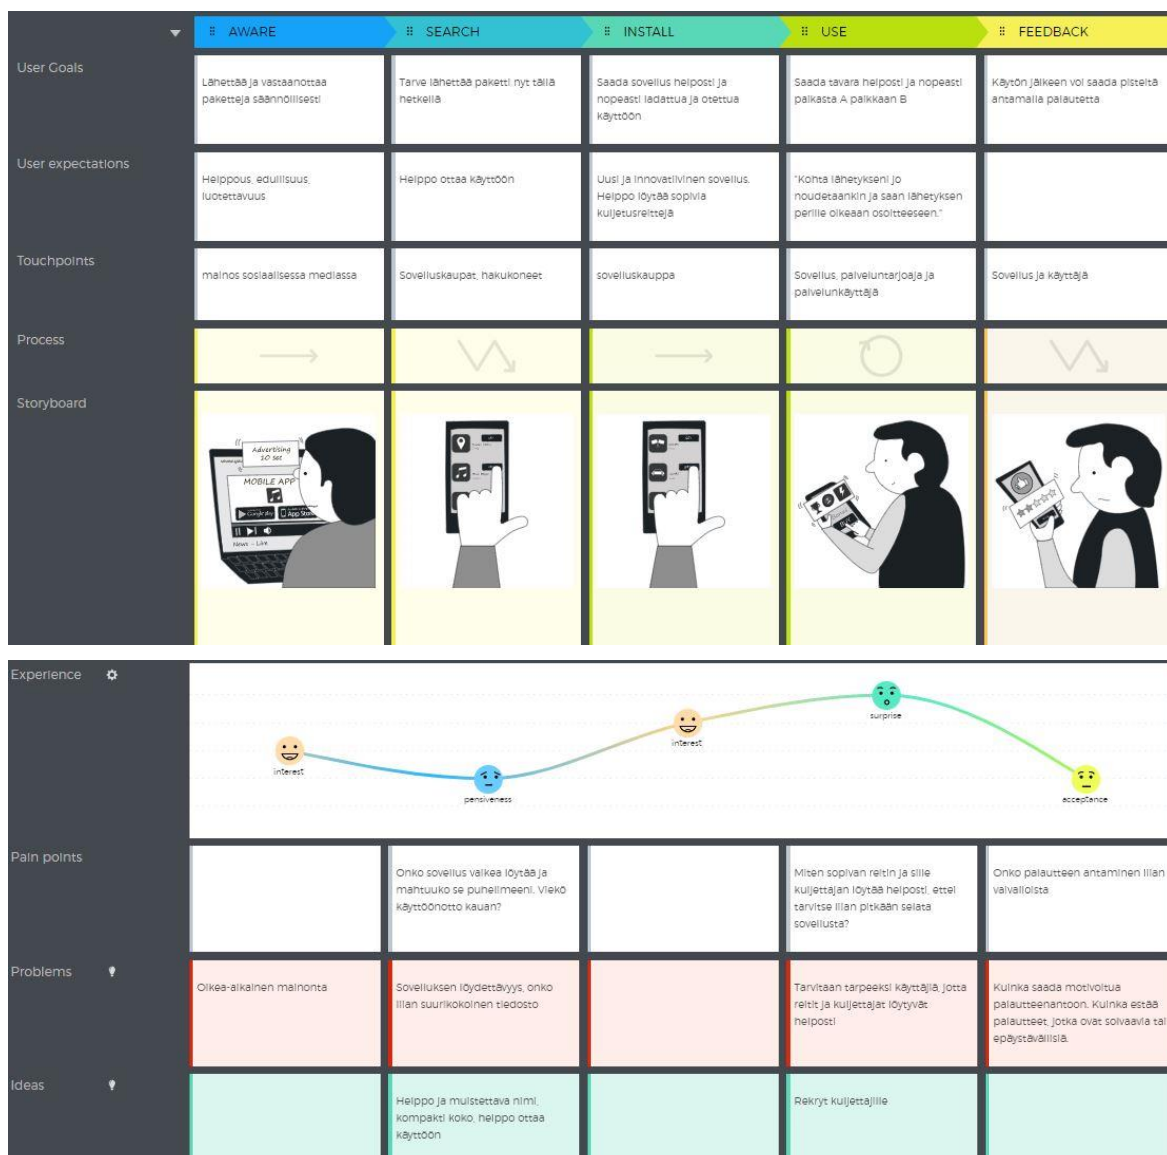 AWARE
SEARCH
INSTALL
USE
FEEDBACK
User Goals
Lähettää ja vastaanottaa
paketteja säännöllisesti
Tarve lähettää paketti nyt tällä
hetkellä
Saada sovellus helposti ja
nopeasti ladattua ja otettua
käyttöön
Saada tavara helposti ja nopeasti
paikasta A paikkaan B
Käytön jälkeen voi saada pisteitä
antamalla palautetta
User expectations
Helppous, edullisuus,
luotettavuus
Helppo ottaa käyttöön
Uusi ja innovatiivinen sovellus.
Helppo löytää sopivia
kuljetusreittejä
"Kohta lähetykseni jo
noudetaankin ja saan lähetyksen
perille oikeaan osoitteeseen."
Touchpoints
mainos sosiaalisessa mediassa
Sovelluskaupat, hakukoneet
sovelluskauppa
Sovellus, palveluntarjoaja ja
palvelunkäyttäjä
Sovellus ja käyttäjä
Process
Storyboard
Advertising
20 sec
MOBILE APP
Google play
App Store
News - Live
Experience
interest
pensiveness
interest
surprise
acceptance
Pain points
Onko sovellus vaikea löytää ja
mahtuuko se puhelimeeni. Viekö
käyttöönotto kauan?
Miten sopivan reitin ja sille
kuljettajan löytää helposti, ettei
tarvitse liian pitkään selata
sovellusta?
Onko palautteen antaminen liian
vaivalloista
Problems
Oikea-aikainen mainonta
Sovelluksen löydettävyys, onko
liian suurikokoinen tiedosto
Tarvitaan tarpeeksi käyttäjiä, jotta
reitit ja kuljettajat löytyvät
helposti
Kuinka saada motivoitua
palautteenantoon. Kuinka estää
palautteet, jotka ovat solvaavia tai
epäystävällisiä.
Ideas
Helppo ja muistettava nimi,
kompakti koko, helppo ottaa
käyttöön
Rekryt kuljettajille